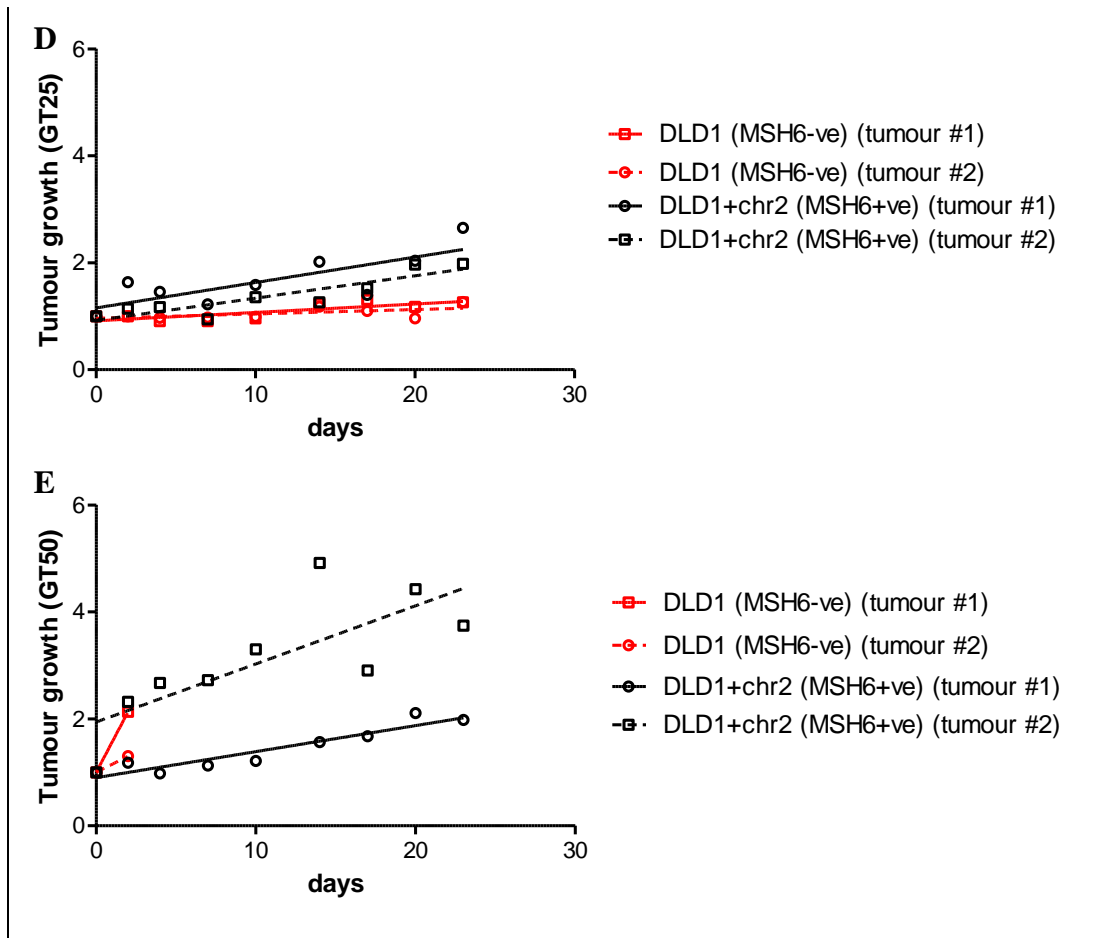 D
Tumour growth (GT25)
6
4
2
0
0 10 20 30
days
DLD1 (MSH6-ve) (tumour #1)
DLD1 (MSH6-ve) (tumour #2)
DLD1+chr2 (MSH6+ve) (tumour #1)
DLD1+chr2 (MSH6+ve) (tumour #2)
E
Tumour growth (GT50)
6
4
2
0
0 10 20 30
days
DLD1 (MSH6-ve) (tumour #1)
DLD1 (MSH6-ve) (tumour #2)
DLD1+chr2 (MSH6+ve) (tumour #1)
DLD1+chr2 (MSH6+ve) (tumour #2)